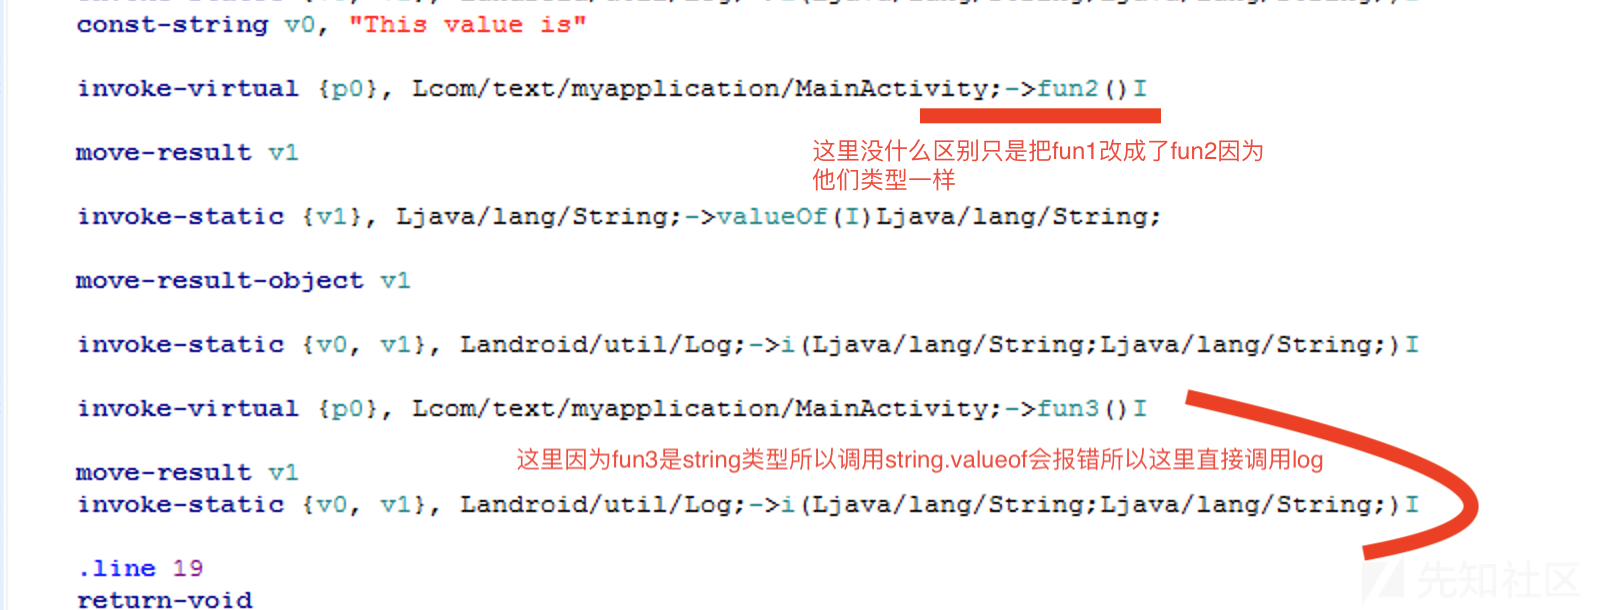 const-string v0, "This value is"
invoke-virtual {p0}, Lcom/text/myapplication/MainActivity;->fun2()I
这里没什么区别只是把fun1改成了fun2因为
他们类型一样
move-result v1
invoke-static {v1}, Ljava/lang/String;->valueOf(I)Ljava/lang/String;
move-result-object v1
invoke-static {v0, v1}, Landroid/util/Log;->i(Ljava/lang/String;Ljava/lang/String;)I
invoke-virtual {p0}, Lcom/text/myapplication/MainActivity;->fun3()I
这里因为fun3是string类型所以调用string.valueof会报错所以这里直接调用log
move-result v1
invoke-static {v0, v1}, Landroid/util/Log;->i(Ljava/lang/String;Ljava/lang/String;)I
.line 19
return-void
先知社区